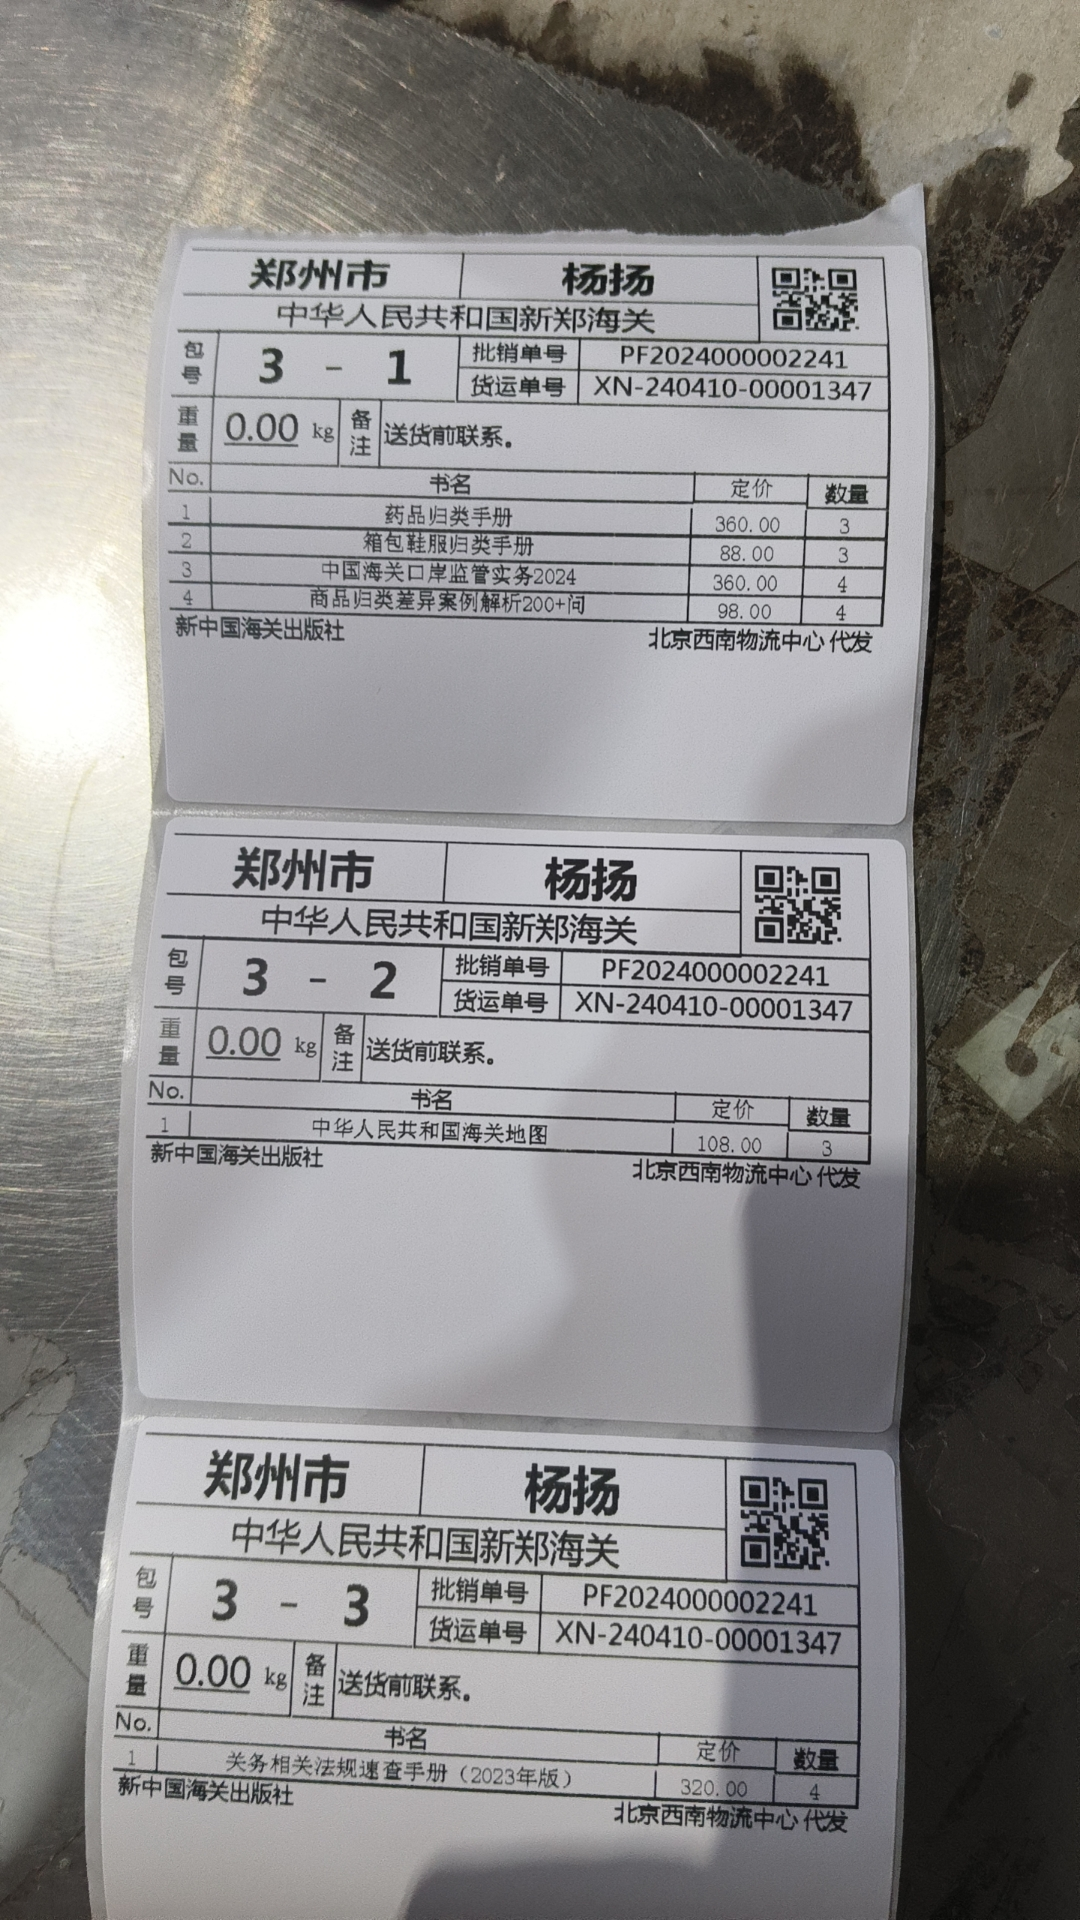 郑州市 杨扬
中华人民共和国新郑海关
包号 3 - 1 批销单号 PF2024000002241
货运单号 XN-240410-00001347
重量 0.00 kg 备注 送货前联系。
No. 书名 定价 数量
1 药品归类手册 360.00 3
2 箱包鞋服归类手册 88.00 3
3 中国海关口岸监管实务2024 360.00 4
4 商品归类差异案例解析200+问 98.00 4
新中国海关出版社 北京西南物流中心 代发
郑州市 杨扬
中华人民共和国新郑海关
包号 3 - 2 批销单号 PF2024000002241
货运单号 XN-240410-00001347
重量 0.00 kg 备注 送货前联系。
No. 书名 定价 数量
1 中华人民共和国海关地图 108.00 3
新中国海关出版社 北京西南物流中心 代发
郑州市 杨扬
中华人民共和国新郑海关
包号 3 - 3 批销单号 PF2024000002241
货运单号 XN-240410-00001347
重量 0.00 kg 备注 送货前联系。
No. 书名 定价 数量
1 关务相关法规速查手册（2023年版） 320.00 4
新中国海关出版社 北京西南物流中心 代发